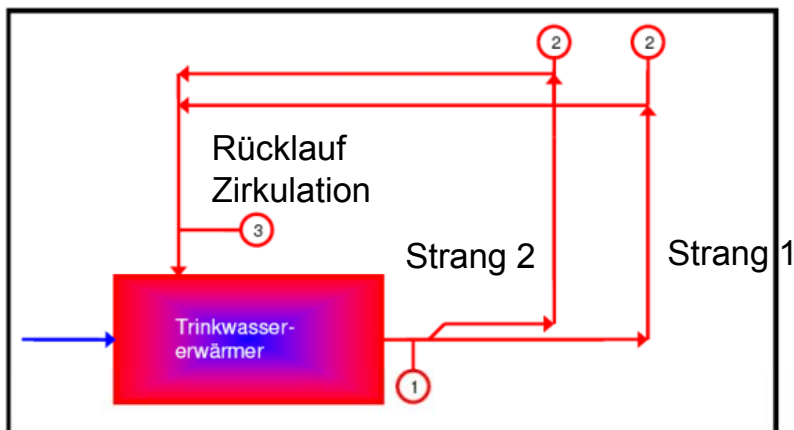 2
2
Rücklauf
Zirkulation
3
Strang 2
Strang 1
Trinkwasser-
erwärmer
1